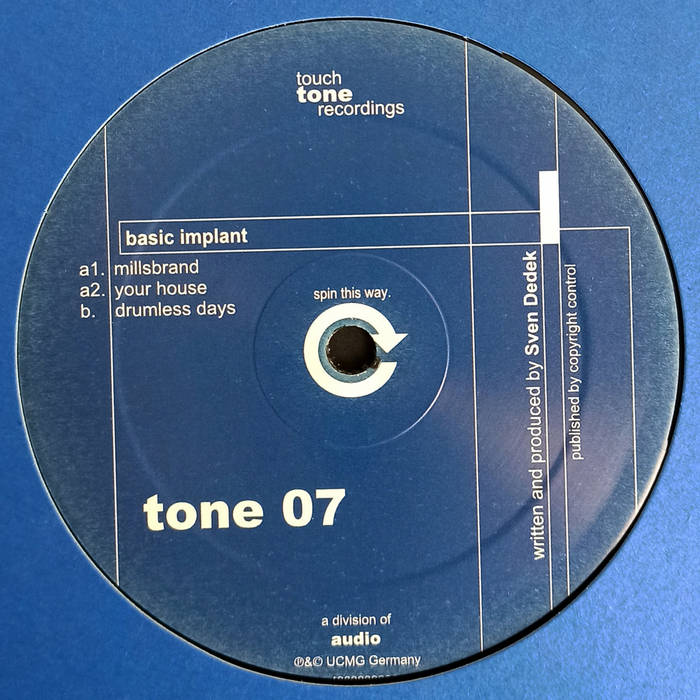 touch
tone
recordings
basic implant
a1. millsbrand
a2. your house
b. drumless days
spin this way.
written and produced by Sven Dedek
published by copyright control
tone 07
a division of
audio
℗&© UCMG Germany